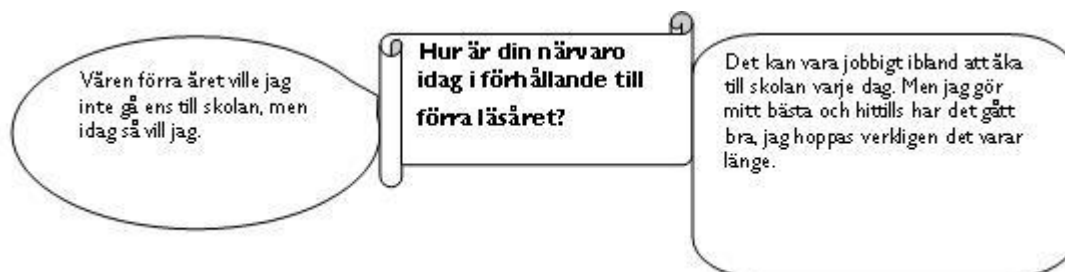 Våren förra året ville jag
inte gå ens till skolan, men
idag så vill jag.
Hur är din närvaro
idag i förhållande till
förra läsåret?
Det kan vara jobbigt ibland att åka
till skolan varje dag. Men jag gör
mitt bästa och hittills har det gått
bra, jag hoppas verkligen det varar
länge.